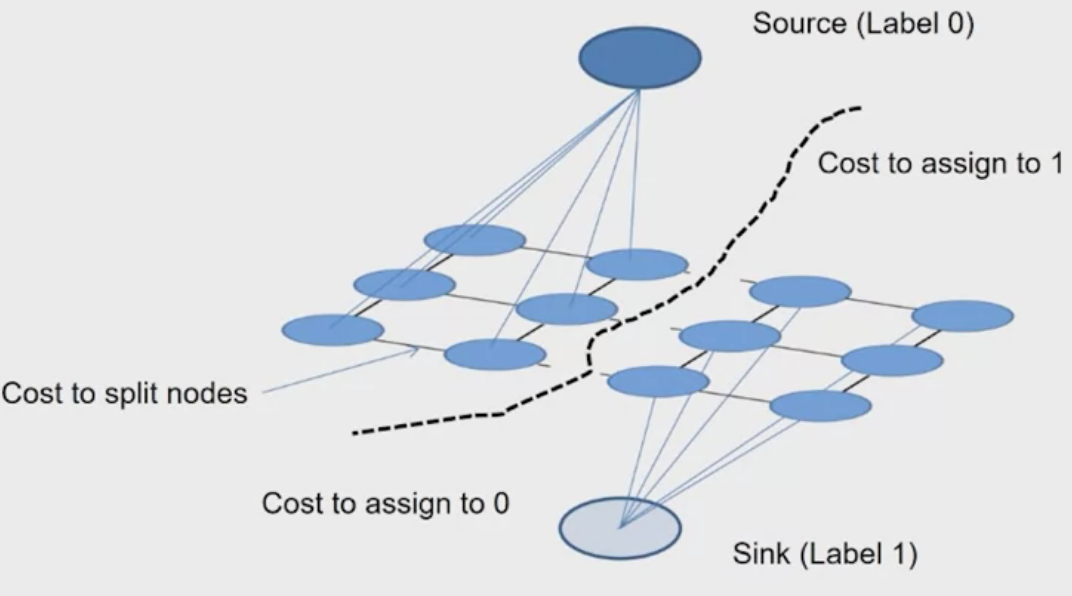 Source (Label 0)
Cost to assign to 1
Cost to split nodes
Cost to assign to 0
Sink (Label 1)